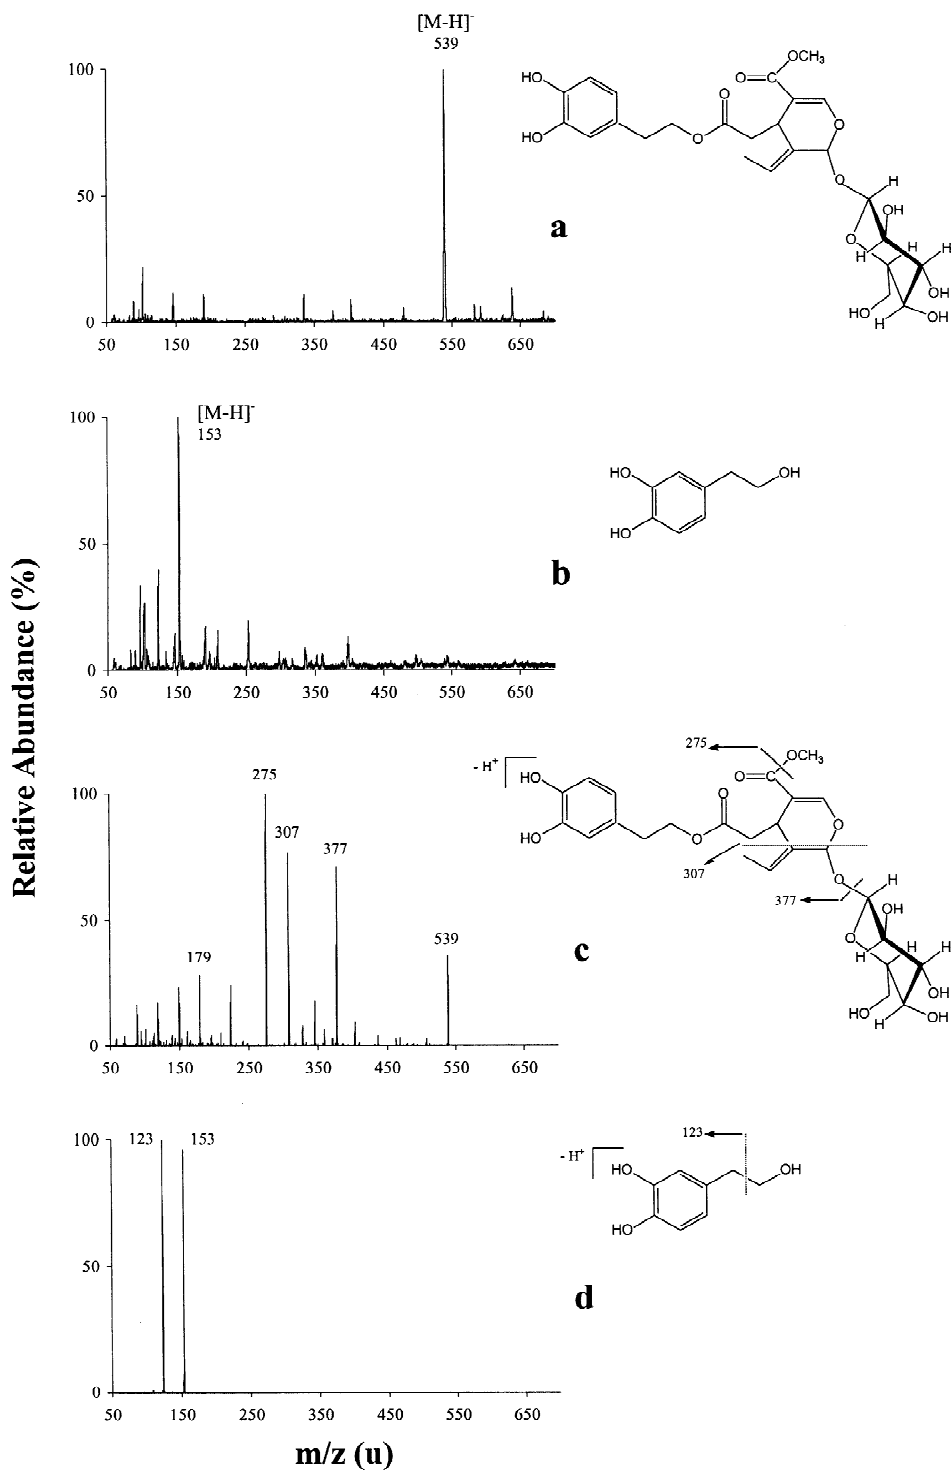 [M-H]-
539
100
50
0
50 150 250 350 450 550 650
HO
HO
O
O
O
OCH3
O
O
H
OH
O
H
H
H
HO
OH
H
OH
a
[M-H]-
153
100
50
0
50 150 250 350 450 550 650
HO
OH
HO
b
Relative Abundance (%)
275
307
377
539
179
100
50
0
50 150 250 350 450 550 650
- H+
HO
HO
O
O
275
O
OCH3
O
307
O
377
H
OH
O
H
H
H
HO
OH
H
OH
c
123 153
100
50
0
50 150 250 350 450 550 650
- H+
123
HO
OH
HO
d
m/z (u)